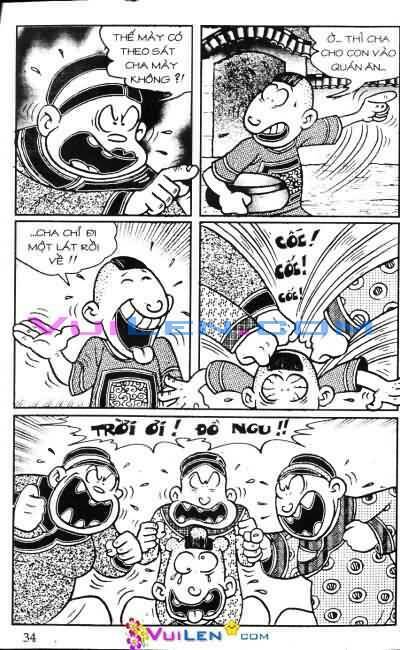 THẾ MÀY CÓ
THEO SÁT
CHA MÀY
KHÔNG ?!
Ờ... THÌ CHA
CHO CON VÀO
QUÁN ĂN...
...CHA CHỈ ĐI
MỘT LÁT RỒI
VỀ !!
CỐC!
CỐC!
CỐC!
VUILEN.COM
TRỜI ƠI! ĐỒ NGU!!
34
VUILEN.COM